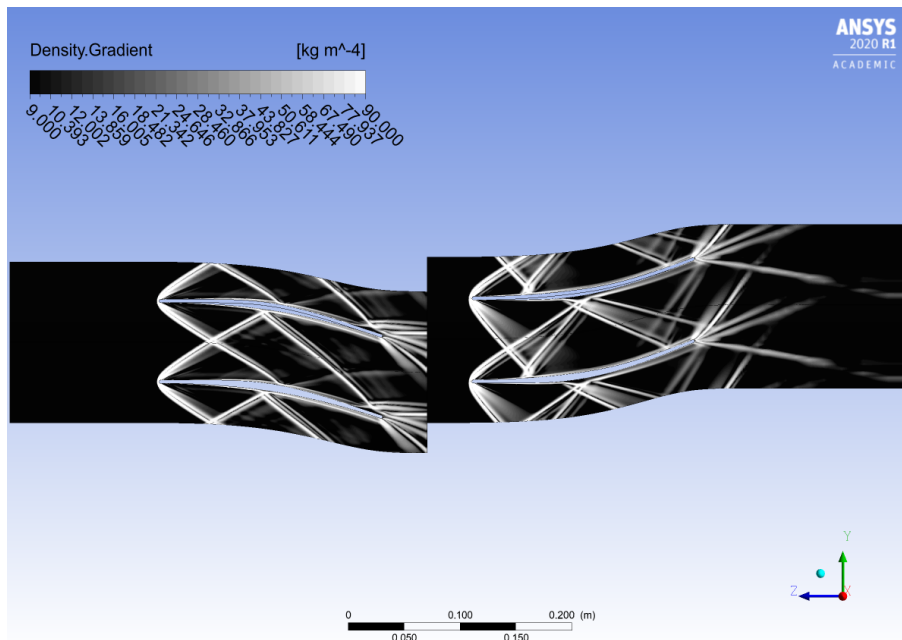 Density.Gradient [kg m^-4]
ANSYS
2020 R1
ACADEMIC
9.000 10.393 12.002 13.859 16.005 18.482 21.342 24.646 28.460 32.866 37.953 43.827 50.611 58.444 67.490 77.937 90.000
Y
Z X
0 0.100 0.200 (m)
0.050 0.150